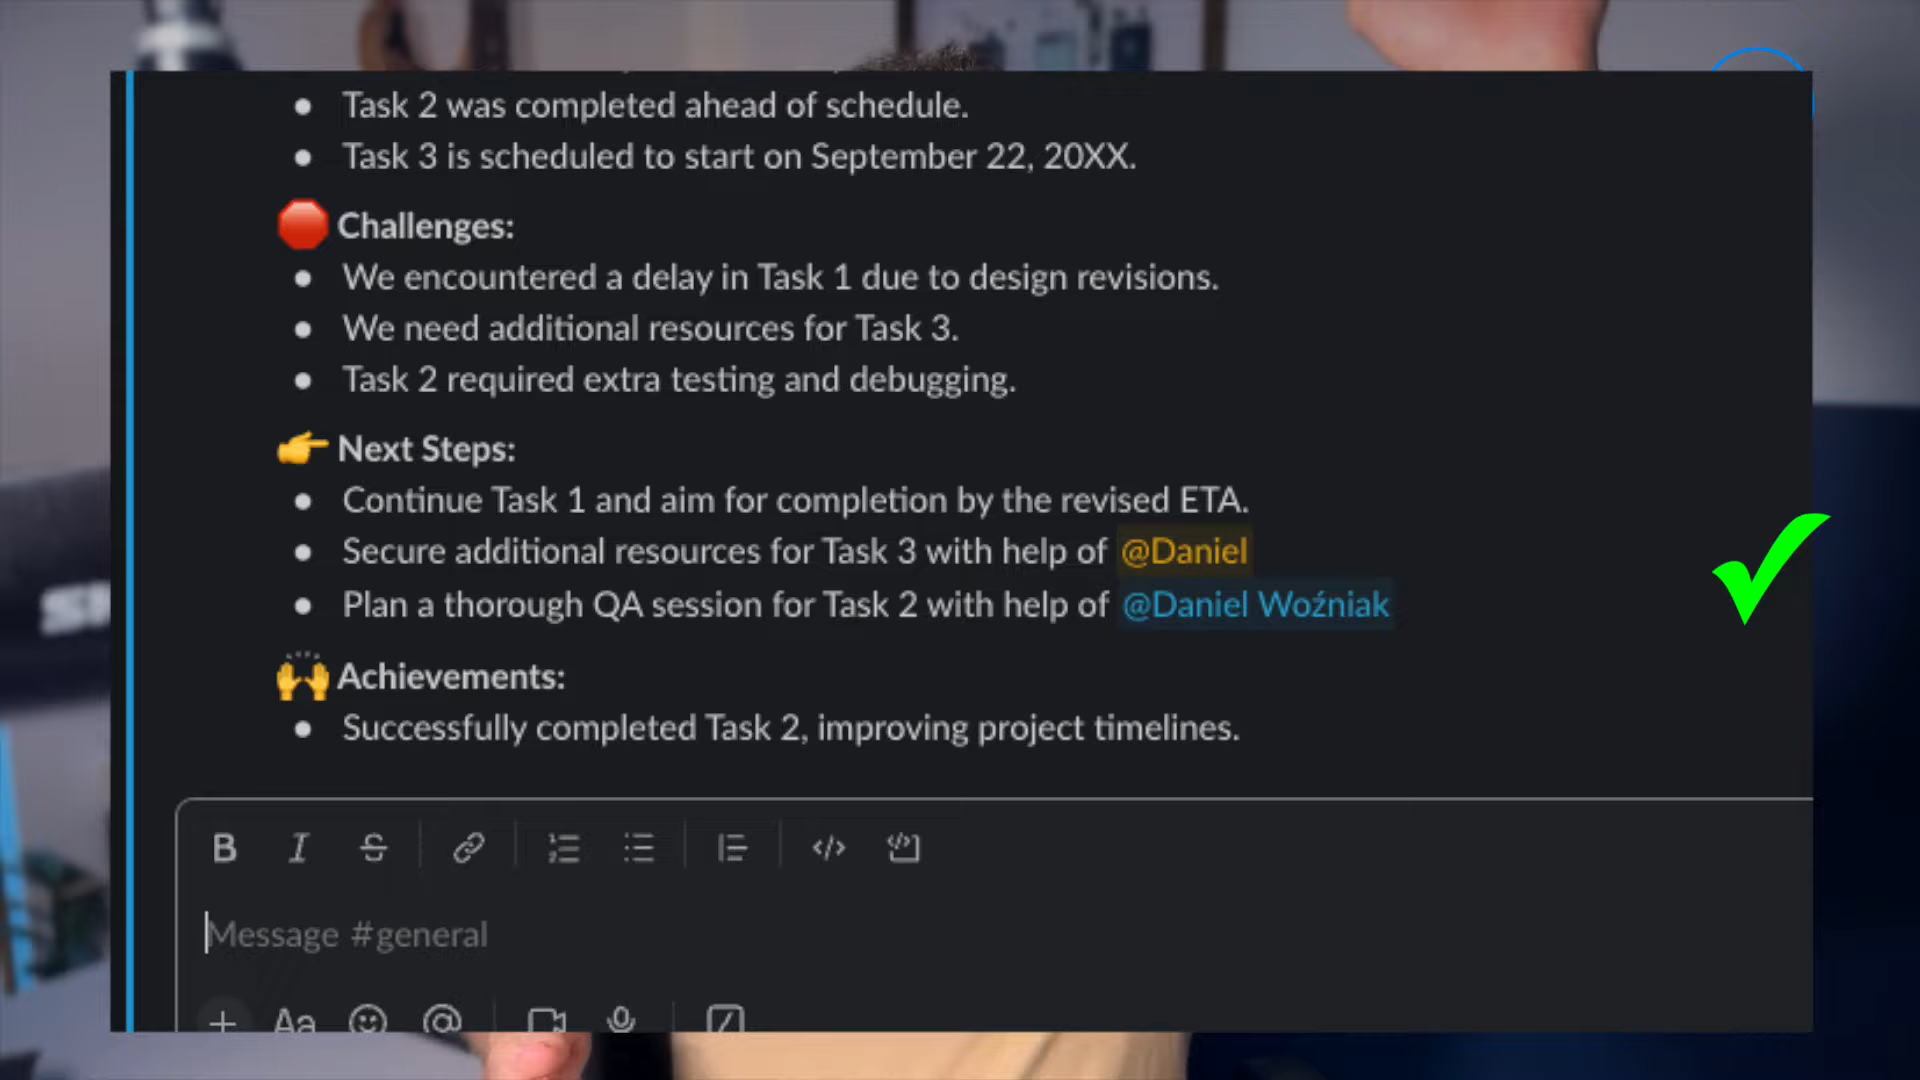 Task 2 was completed ahead of schedule.
Task 3 is scheduled to start on September 22, 20XX.
Challenges:
We encountered a delay in Task 1 due to design revisions.
We need additional resources for Task 3.
Task 2 required extra testing and debugging.
Next Steps:
Continue Task 1 and aim for completion by the revised ETA.
Secure additional resources for Task 3 with help of @Daniel
Plan a thorough QA session for Task 2 with help of @Daniel Woźniak
Achievements:
Successfully completed Task 2, improving project timelines.
B I S
Message #general
Aa